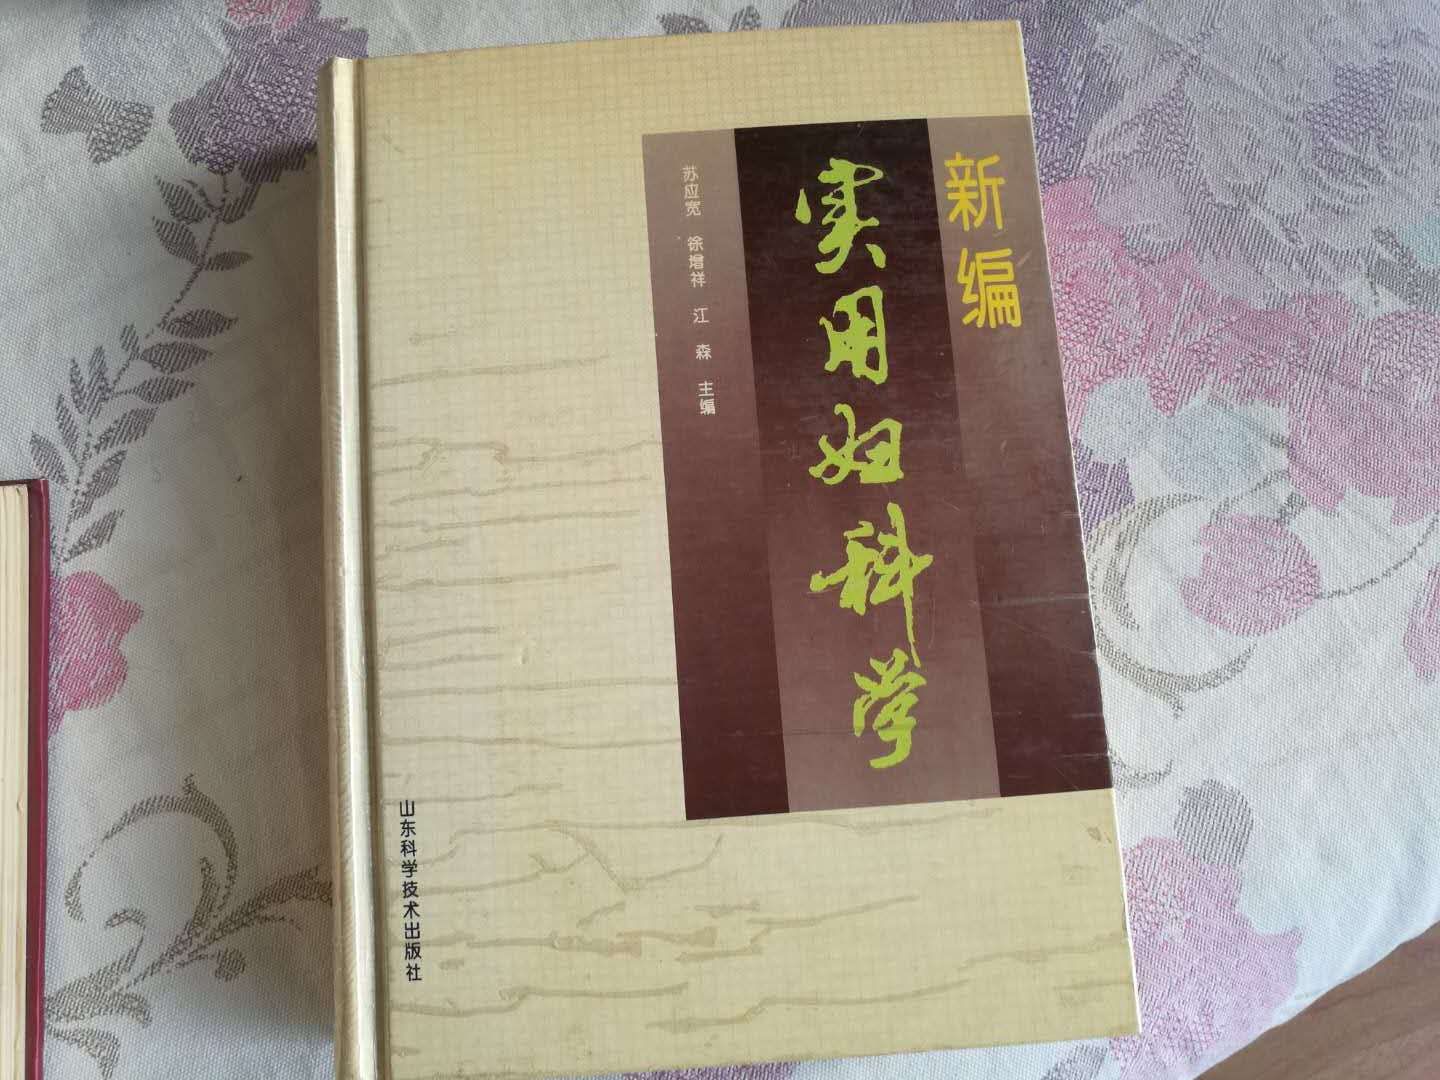 新编
实用妇科学
苏应宽 徐增祥 江森 主编
山东科学技术出版社